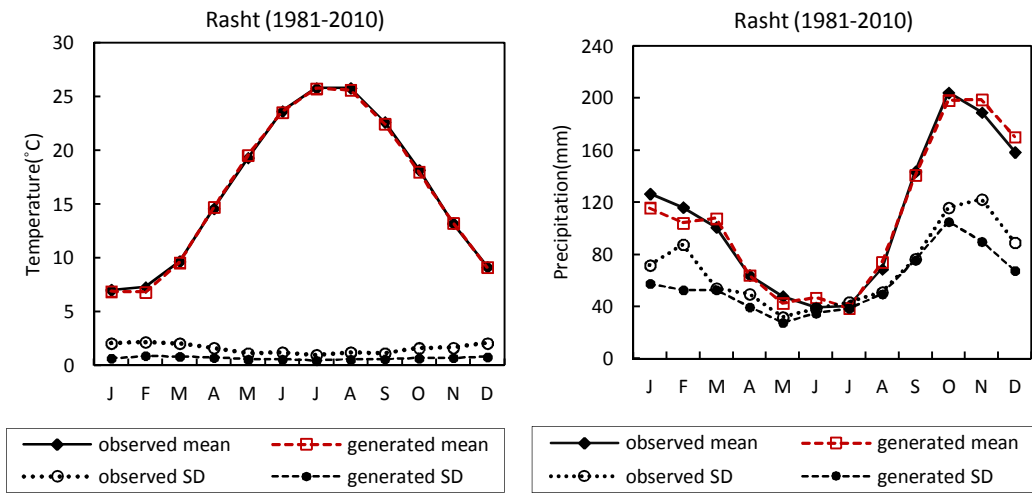 Rasht (1981-2010)
Temperature(˚C)
30
25
20
15
10
5
0
J F M A M J J A S O N D
observed mean generated mean
observed SD generated SD
Rasht (1981-2010)
Precipitation(mm)
240
200
160
120
80
40
0
J F M A M J J A S O N D
observed mean generated mean
observed SD generated SD